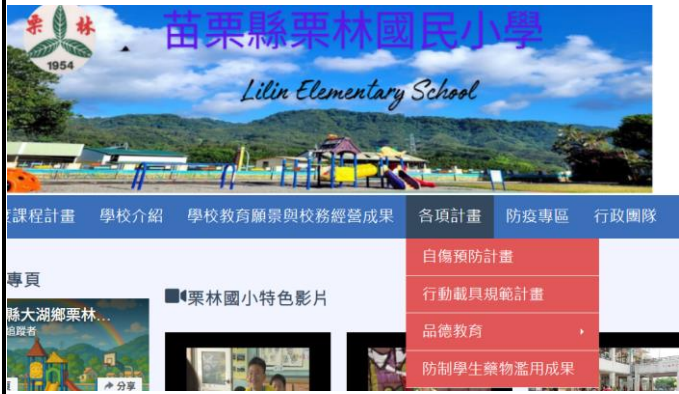 栗 林
1954
苗栗縣栗林國民小學
Lilin Elementary School
度課程計畫 學校介紹 學校教育願景與校務經營成果 各項計畫 防疫專區 行政團隊
自傷預防計畫
行動載具規範計畫
品德教育
防制學生藥物濫用成果
專頁
縣大湖鄉栗林...
追蹤者
分享
栗林國小特色影片